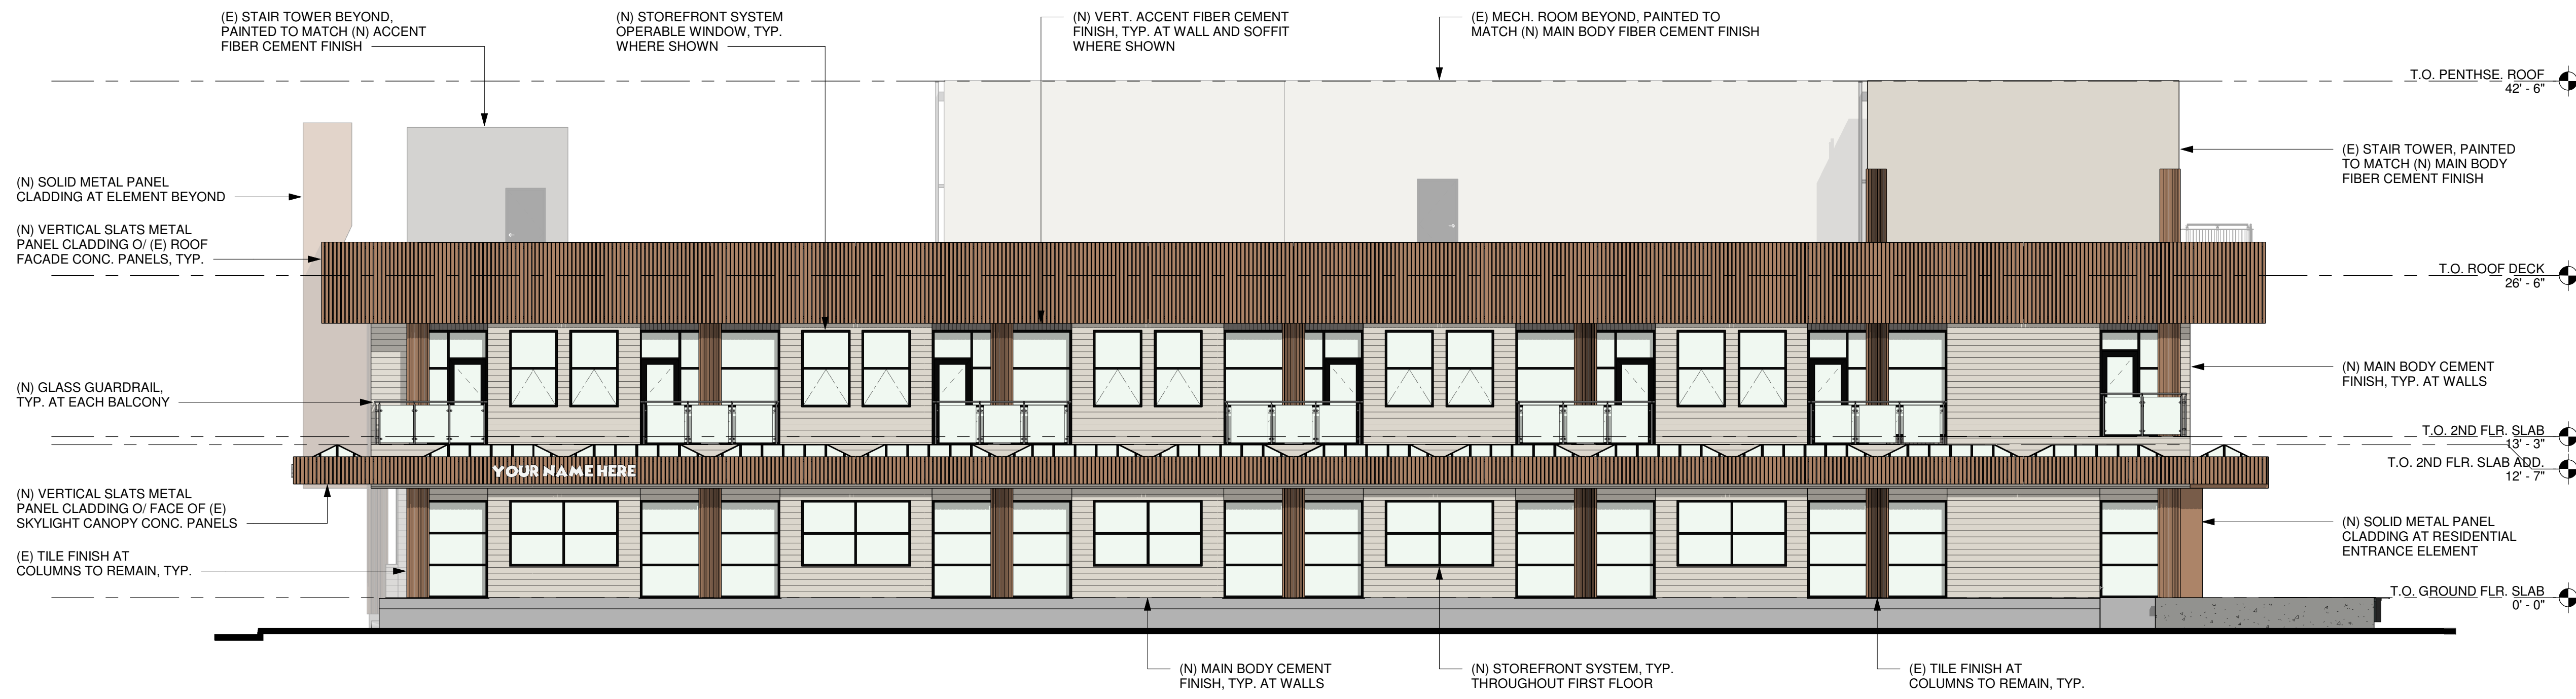 (E) STAIR TOWER BEYOND,
PAINTED TO MATCH (N) ACCENT
FIBER CEMENT FINISH
(N) STOREFRONT SYSTEM
OPERABLE WINDOW, TYP.
WHERE SHOWN
(N) VERT. ACCENT FIBER CEMENT
FINISH, TYP. AT WALL AND SOFFIT
WHERE SHOWN
(E) MECH. ROOM BEYOND, PAINTED TO
MATCH (N) MAIN BODY FIBER CEMENT FINISH
T.O. PENTHSE. ROOF
42' - 6"
(E) STAIR TOWER, PAINTED
TO MATCH (N) MAIN BODY
FIBER CEMENT FINISH
(N) SOLID METAL PANEL
CLADDING AT ELEMENT BEYOND
(N) VERTICAL SLATS METAL
PANEL CLADDING O/ (E) ROOF
FACADE CONC. PANELS, TYP.
T.O. ROOF DECK
26' - 6"
(N) GLASS GUARDRAIL,
TYP. AT EACH BALCONY
(N) MAIN BODY CEMENT
FINISH, TYP. AT WALLS
T.O. 2ND FLR. SLAB
13' - 3"
T.O. 2ND FLR. SLAB ADD.
12' - 7"
YOUR NAME HERE
(N) VERTICAL SLATS METAL
PANEL CLADDING O/ FACE OF (E)
SKYLIGHT CANOPY CONC. PANELS
(N) SOLID METAL PANEL
CLADDING AT RESIDENTIAL
ENTRANCE ELEMENT
(E) TILE FINISH AT
COLUMNS TO REMAIN, TYP.
T.O. GROUND FLR. SLAB
0' - 0"
(N) MAIN BODY CEMENT
FINISH, TYP. AT WALLS
(N) STOREFRONT SYSTEM, TYP.
THROUGHOUT FIRST FLOOR
(E) TILE FINISH AT
COLUMNS TO REMAIN, TYP.